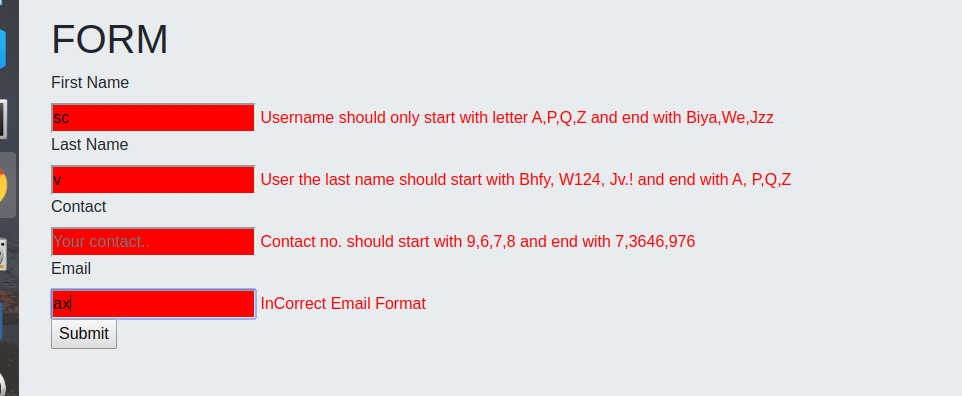 FORM
First Name
sc Username should only start with letter A,P,Q,Z and end with Biya,We,Jzz
Last Name
v User the last name should start with Bhfy, W124, Jv.! and end with A, P,Q,Z
Contact
Your contact.. Contact no. should start with 9,6,7,8 and end with 7,3646,976
Email
ax InCorrect Email Format
Submit